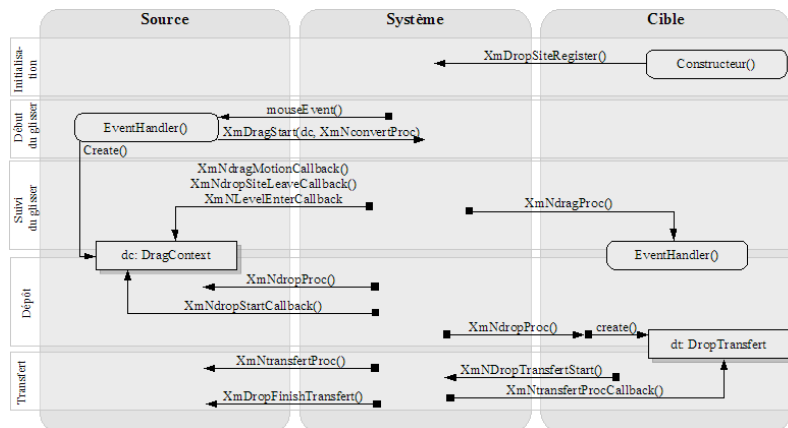 Source
Système
Cible
Initialisa-
tion
XmDropSiteRegister()
Constructeur()
Début
du glisser
mouseEvent()
EventHandler()
XmDragStart(dc, XmNconvertProc)
Create()
Suivi
du glisser
XmNdragMotionCallback()
XmNdropSiteLeaveCallback()
XmNLevelEnterCallback
XmNdragProc()
dc: DragContext
EventHandler()
Dépôt
XmNdropProc()
XmNdropStartCallback()
XmNdropProc()
create()
dt: DropTransfert
Transfert
XmNtransfertProc()
XmNDropTransfertStart()
XmNtransfertProcCallback()
XmDropFinishTransfert()